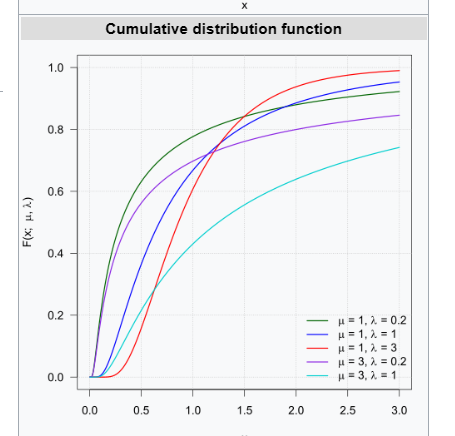 x
Cumulative distribution function
F(x; μ, λ)
1.0
0.8
0.6
0.4
0.2
0.0
μ = 1, λ = 0.2
μ = 1, λ = 1
μ = 1, λ = 3
μ = 3, λ = 0.2
μ = 3, λ = 1
0.0 0.5 1.0 1.5 2.0 2.5 3.0